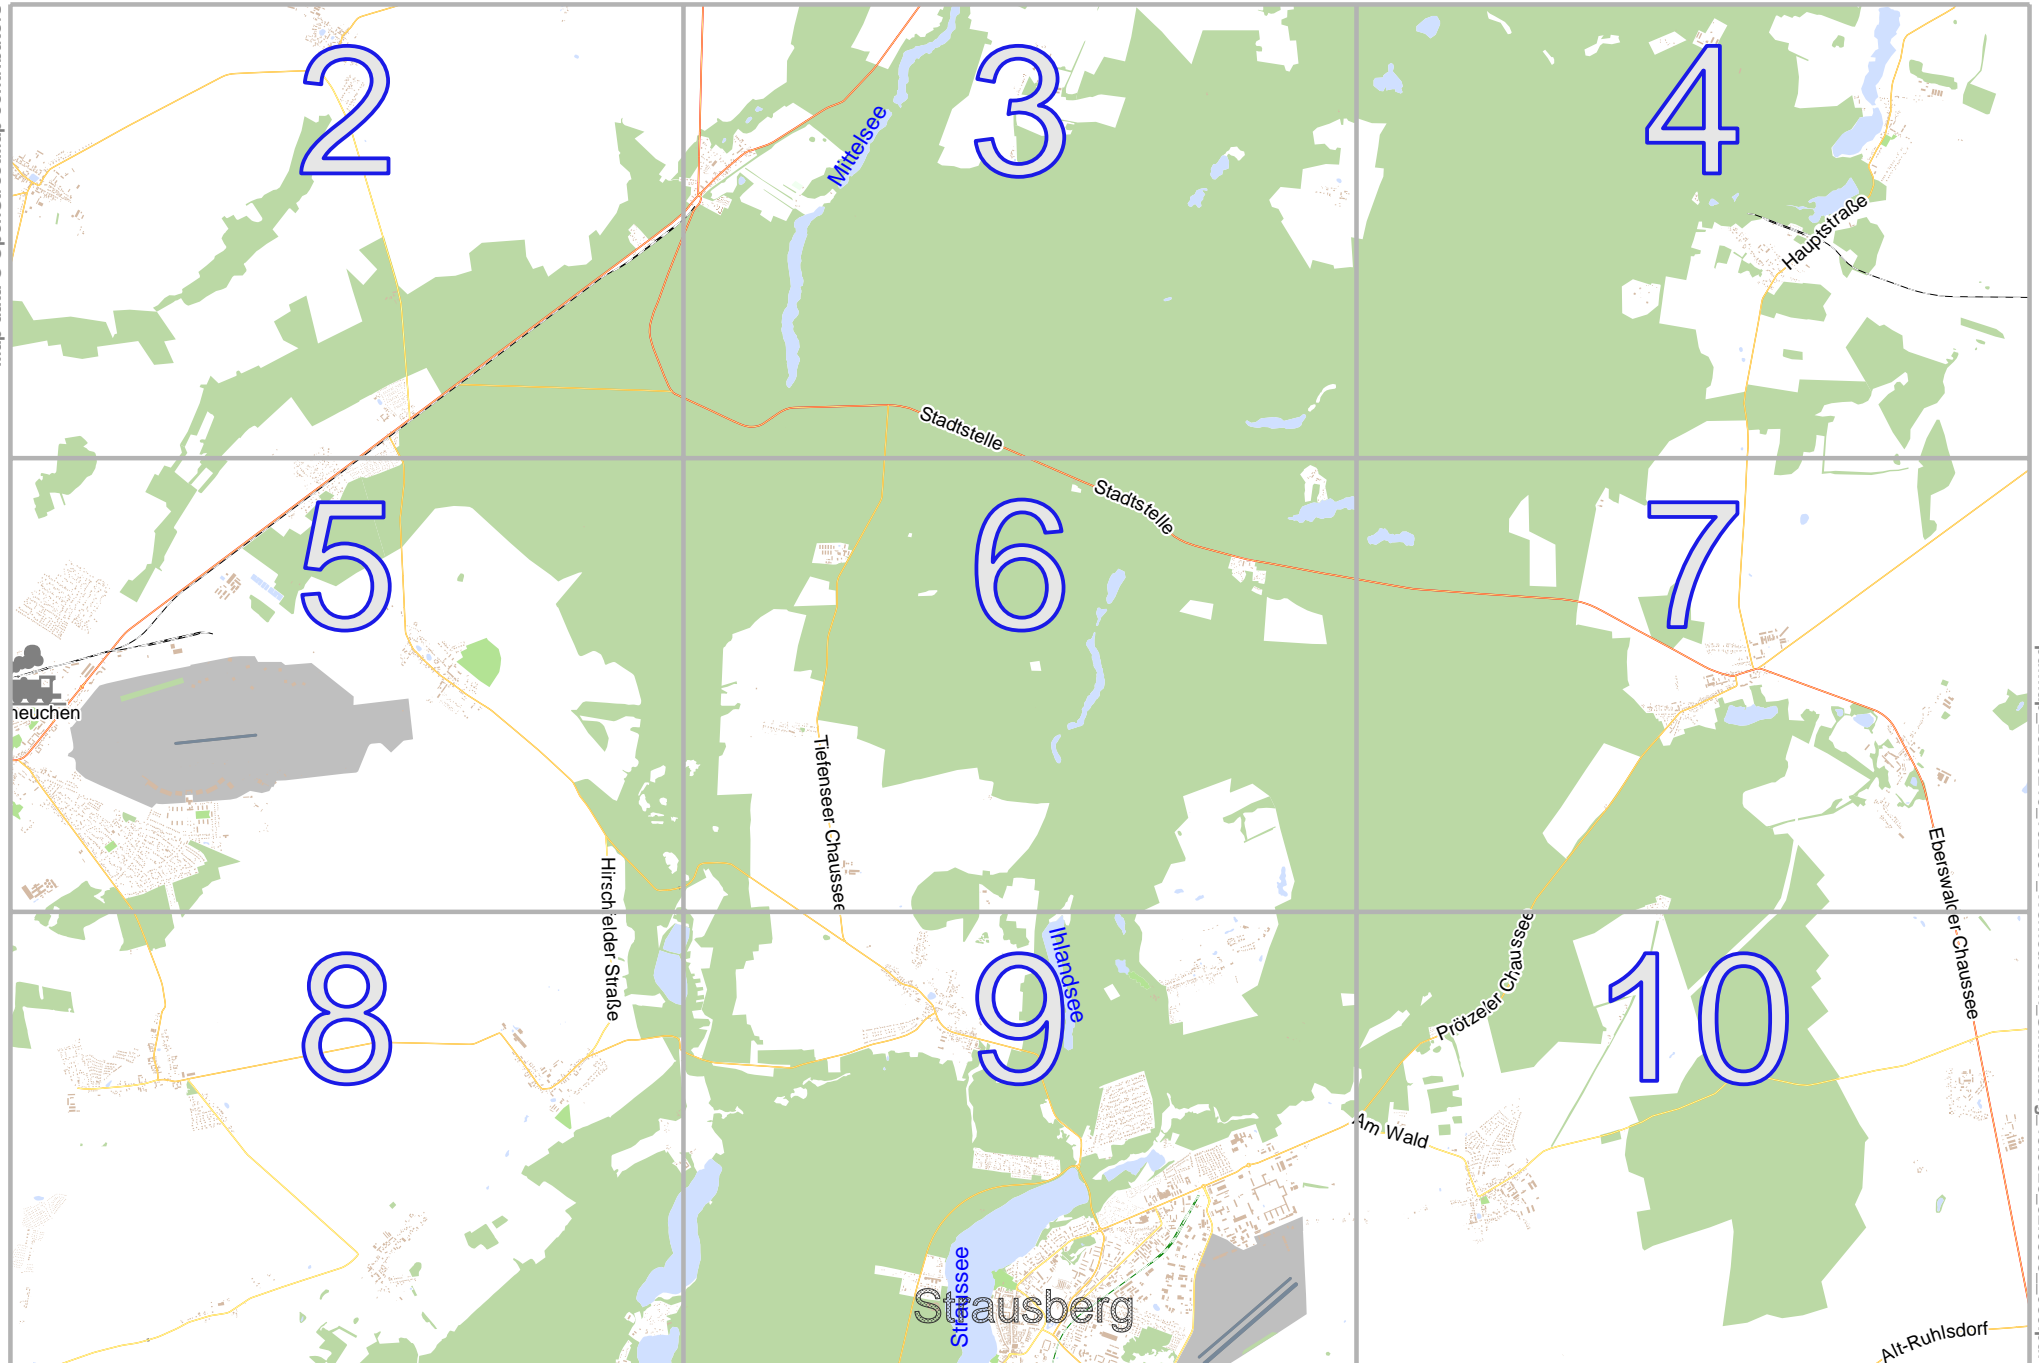 2
3
4
Mittelsee
Hauptstraße
Stadtstelle
Stadtstelle
5
6
7
neuchen
Tiefenseer Chaussee
Hirschfelder Straße
Eberswalder Chaussee
Ihlandsee
Prötzeler Chaussee
8
9
10
Am Wald
Straussee
Strausberg
Alt-Ruhlsdorf